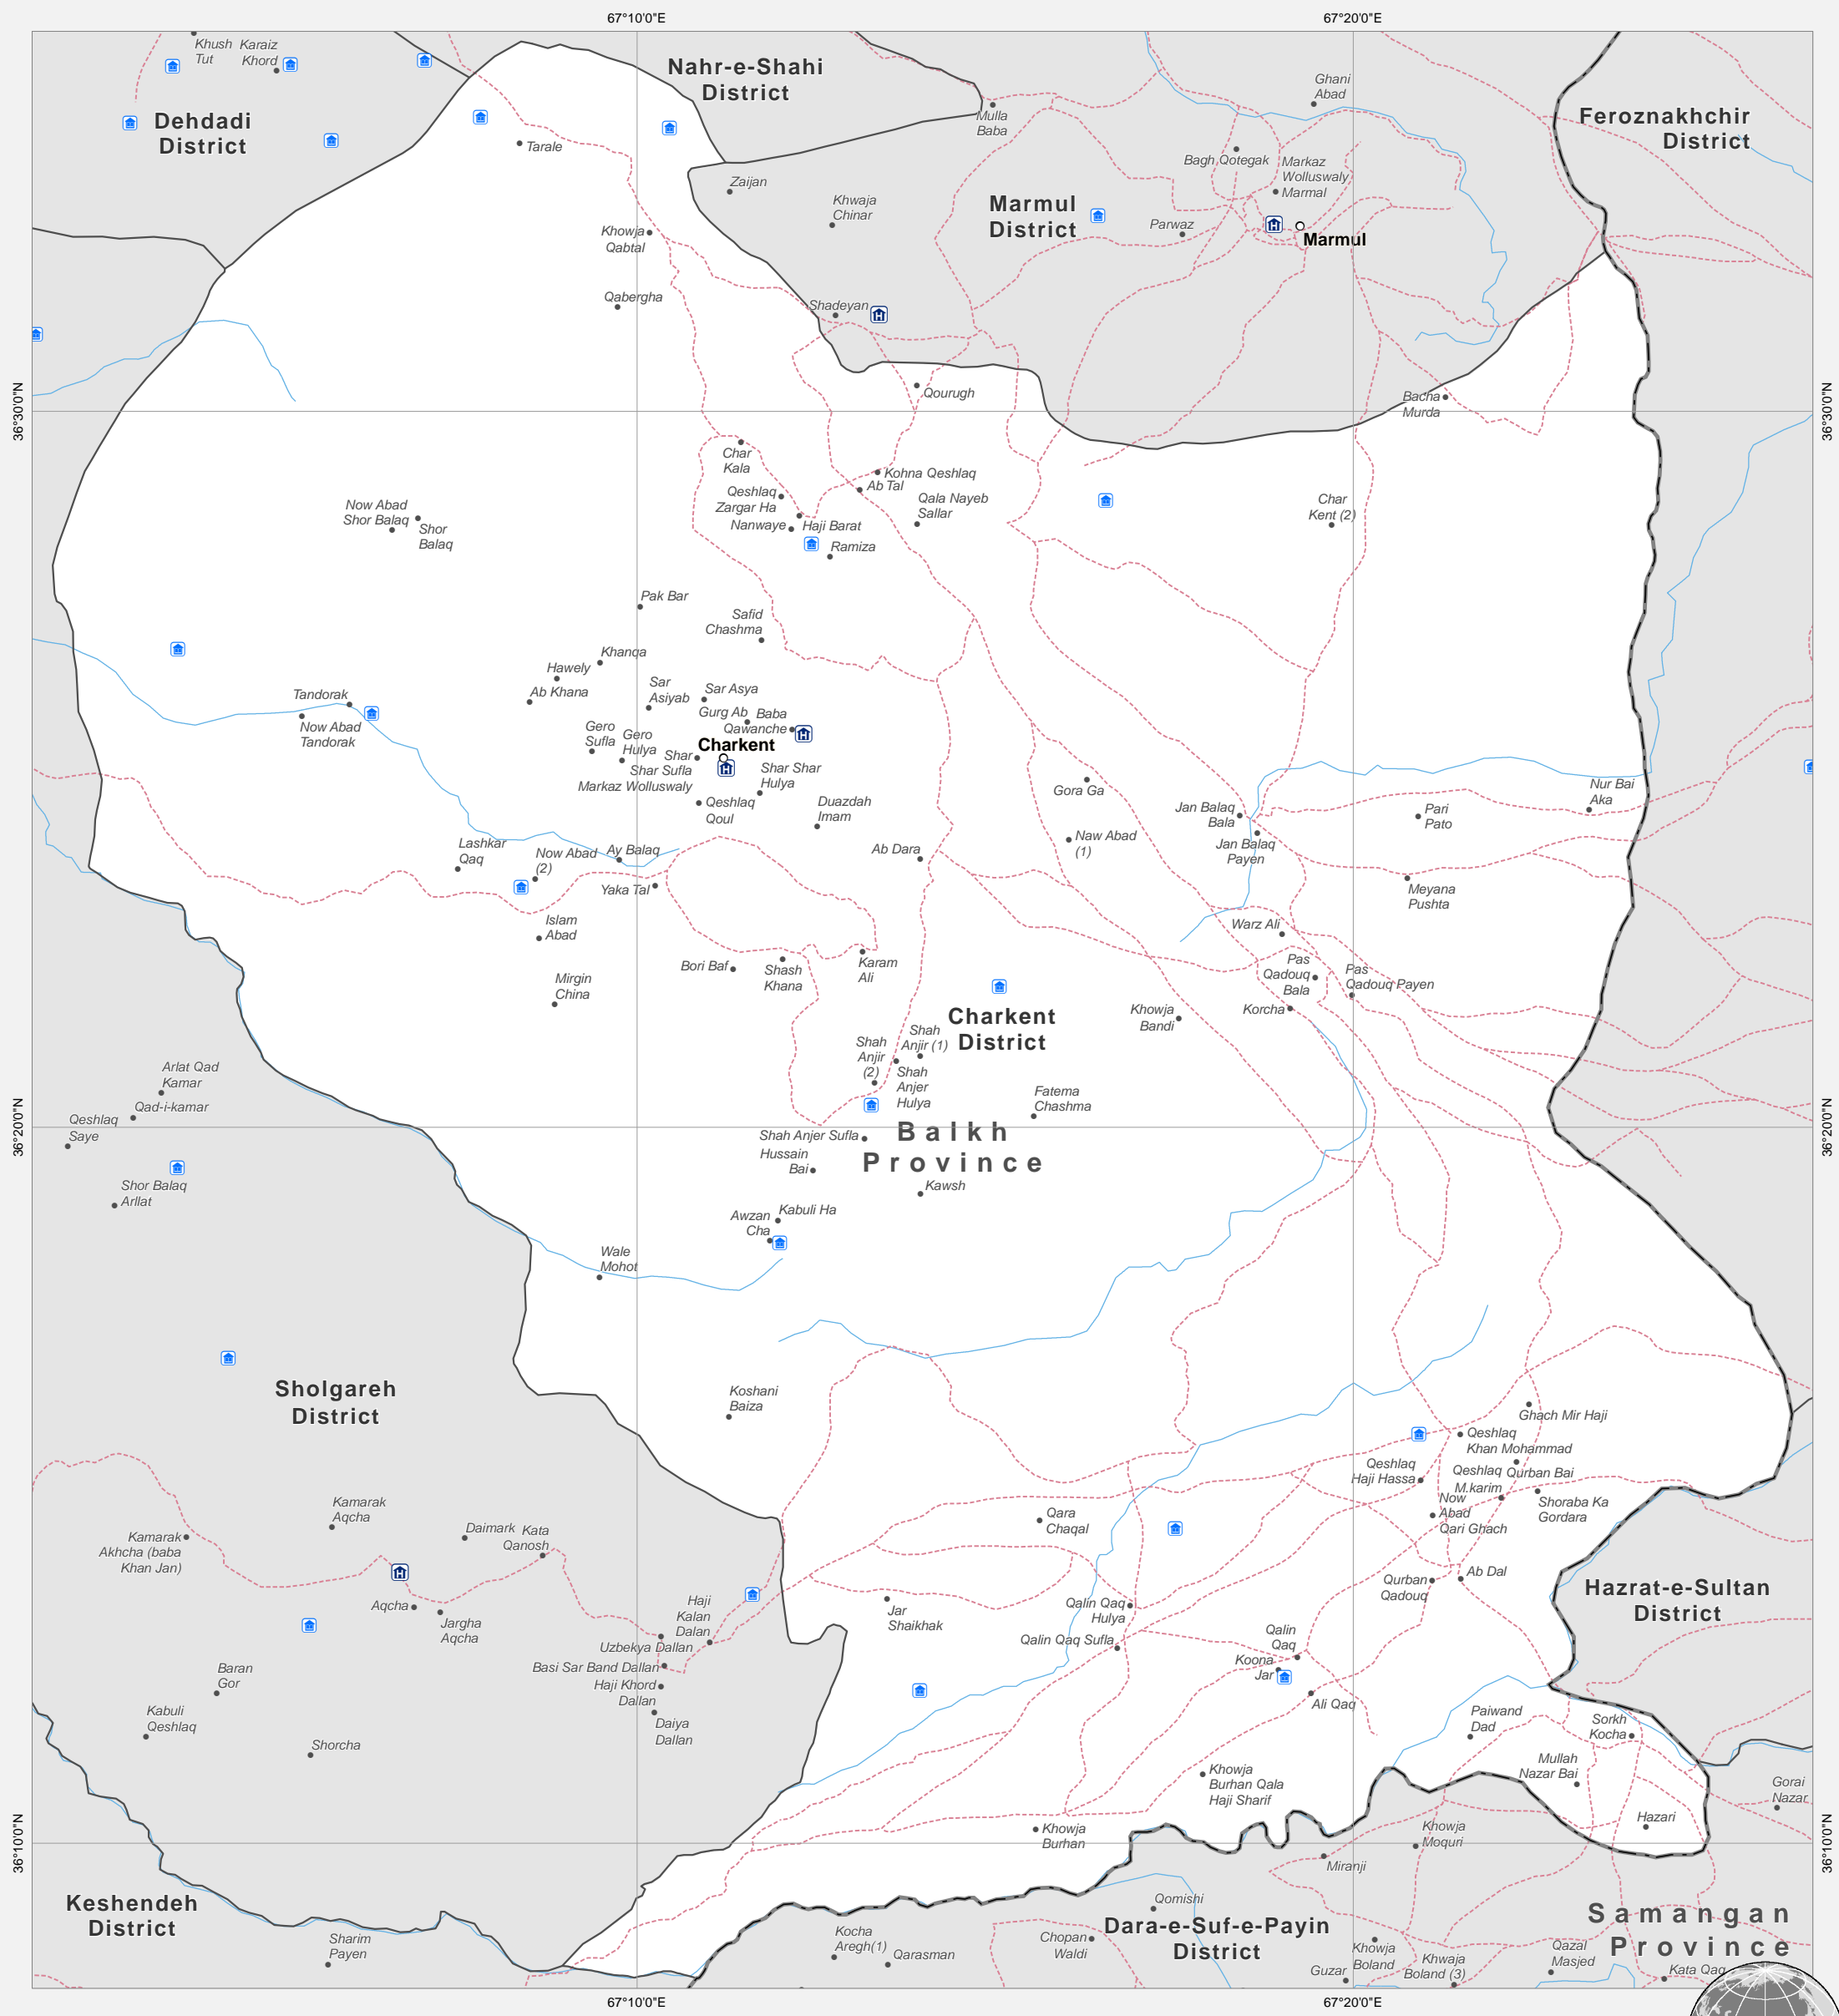 67°10'0"E
67°20'0"E
Khush
Tut
Karaiz
Khord
Nahr-e-Shahi
District
Ghani
Abad
Mulla
Baba
Feroznakhchir
District
Dehdadi
District
Tarale
Bagh Qotegak
Markaz
Wolluswaly
Marmal
Zaijan
Khwaja
Chinar
Marmul
District
Parwaz
Marmul
Khowja
Qabtal
Qabergha
Shadeyan
Qourugh
Bacha
Murda
36°30'0"N
36°30'0"N
Char
Kala
Kohna Qeshlaq
Ab Tal
Qeshlaq
Zargar Ha
Qala Nayeb
Sallar
Nanwaye
Haji Barat
Ramiza
Char
Kent (2)
Now Abad
Shor Balaq
Shor
Balaq
Pak Bar
Safid
Chashma
Khanqa
Hawely
Ab Khana
Sar
Asiyab
Sar Asya
Gurg Ab
Baba
Qawanche
Tandorak
Now Abad
Tandorak
Gero
Sufla
Gero
Hulya
Charkent
Shar
Shar Sufla
Markaz Wolluswaly
Shar Shar
Hulya
Qeshlaq
Qoul
Duazdah
Imam
Gora Ga
Jan Balaq
Bala
Jan Balaq
Payen
Pari
Pato
Nur Bai
Aka
Naw Abad
(1)
Ab Dara
Lashkar
Qaq
Now Abad
(2)
Ay Balaq
Yaka Tal
Meyana
Pushta
Islam
Abad
Warz Ali
Bori Baf
Shash
Khana
Karam
Ali
Pas
Qadouq
Bala
Pas
Qadouq Payen
Mirgin
China
Korcha
Khowja
Bandi
Charkent
District
Shah
Anjir (1)
Shah
Anjir
(2)
Shah
Anjer
Hulya
Fatema
Chashma
Arlat Qad
Kamar
Qad-i-kamar
Qeshlaq
Saye
36°20'0"N
36°20'0"N
Balkh
Province
Shah Anjer Sufla
Hussain
Bai
Kawsh
Shor Balaq
Arllat
Kabuli Ha
Awzan
Cha
Wale
Mohot
Sholgareh
District
Koshani
Baiza
Ghach Mir Haji
Qeshlaq
Khan Mohammad
Qeshlaq
Haji Hassa
Qeshlaq
M.karim
Qurban Bai
Now
Abad
Qari Ghach
Shoraba Ka
Gordara
Kamarak
Aqcha
Kamarak
Akhcha (baba
Khan Jan)
Daimark
Kata
Qanosh
Qara
Chaqal
Ab Dal
Qurban
Qadouq
Hazrat-e-Sultan
District
Aqcha
Jargha
Aqcha
Haji
Kalan
Dalan
Uzbekya Dallan
Basi Sar Band Dallan
Haji Khord
Dallan
Daiya
Dallan
Jar
Shaikhak
Qalin Qaq
Hulya
Qalin Qaq Sufla
Qalin
Qaq
Koona
Jar
Ali Qaq
Baran
Gor
Kabuli
Qeshlaq
Shorcha
Paiwand
Dad
Sorkh
Kocha
Mullah
Nazar Bai
Khowja
Burhan Qala
Haji Sharif
Gorai
Nazar
Hazari
Khowja
Burhan
Khowja
Moquri
Miranji
36°10'0"N
36°10'0"N
Keshendeh
District
Qomishi
Dara-e-Suf-e-Payin
District
Samangan
Province
Sharim
Payen
Kocha
Aregh(1)
Qarasman
Chopan
Waldi
Khowja
Boland
Guzar
Khwaja
Boland (3)
Qazal
Masjed
Kata Qaq
67°10'0"E
67°20'0"E